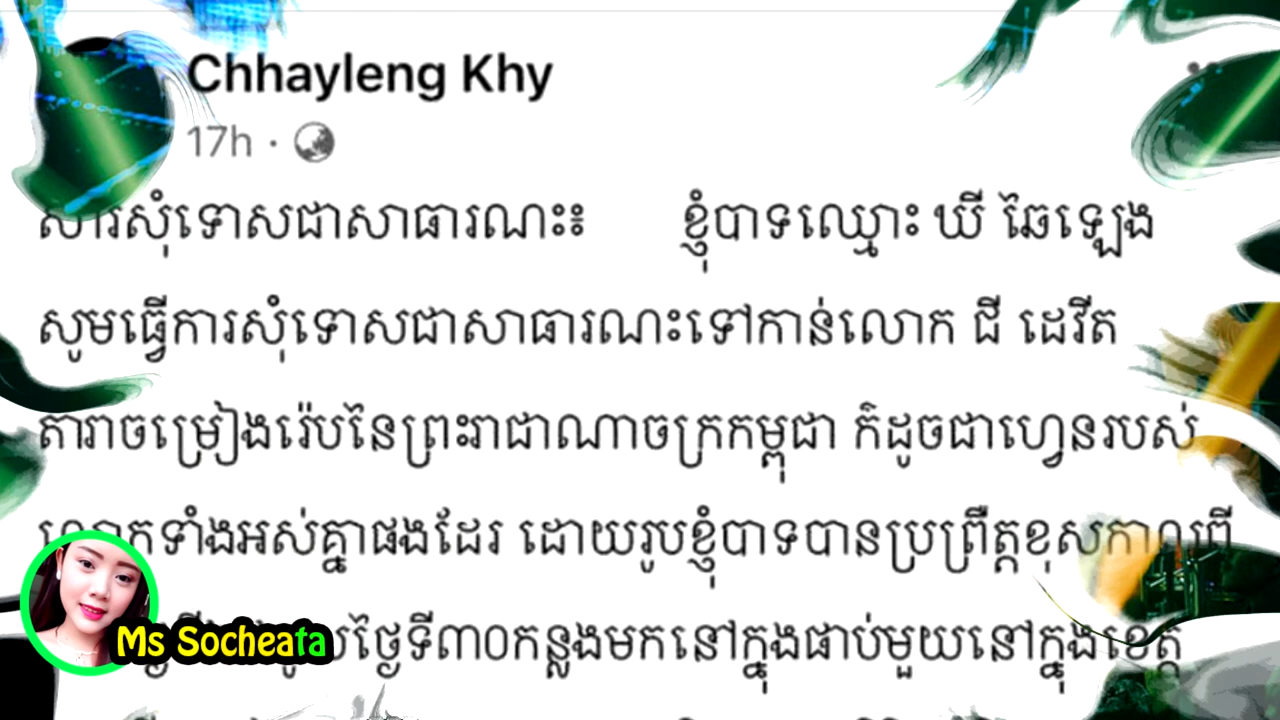 Chhayleng Khy
17h ·
សារសុំទោសជាសាធារណះ៖ ខ្ញុំបាទឈ្មោះ ឃី ឆៃឡេង
សូមធ្វើការសុំទោសជាសាធារណះទៅកាន់លោក ជី ដេវីត
តារាចម្រៀងរ៉េបនៃព្រះរាជាណាចក្រកម្ពុជា ក៌ដូចជាហ្វេនរបស់
លោកទាំងអស់គ្នាផងដែរ ដោយរូបខ្ញុំបាទបានប្រព្រឹត្តខុសកាលពី
ថ្ងៃទី៣០កន្លងមកនៅក្នុងផាប់មួយនៅក្នុងខេត្ត
Ms Socheata